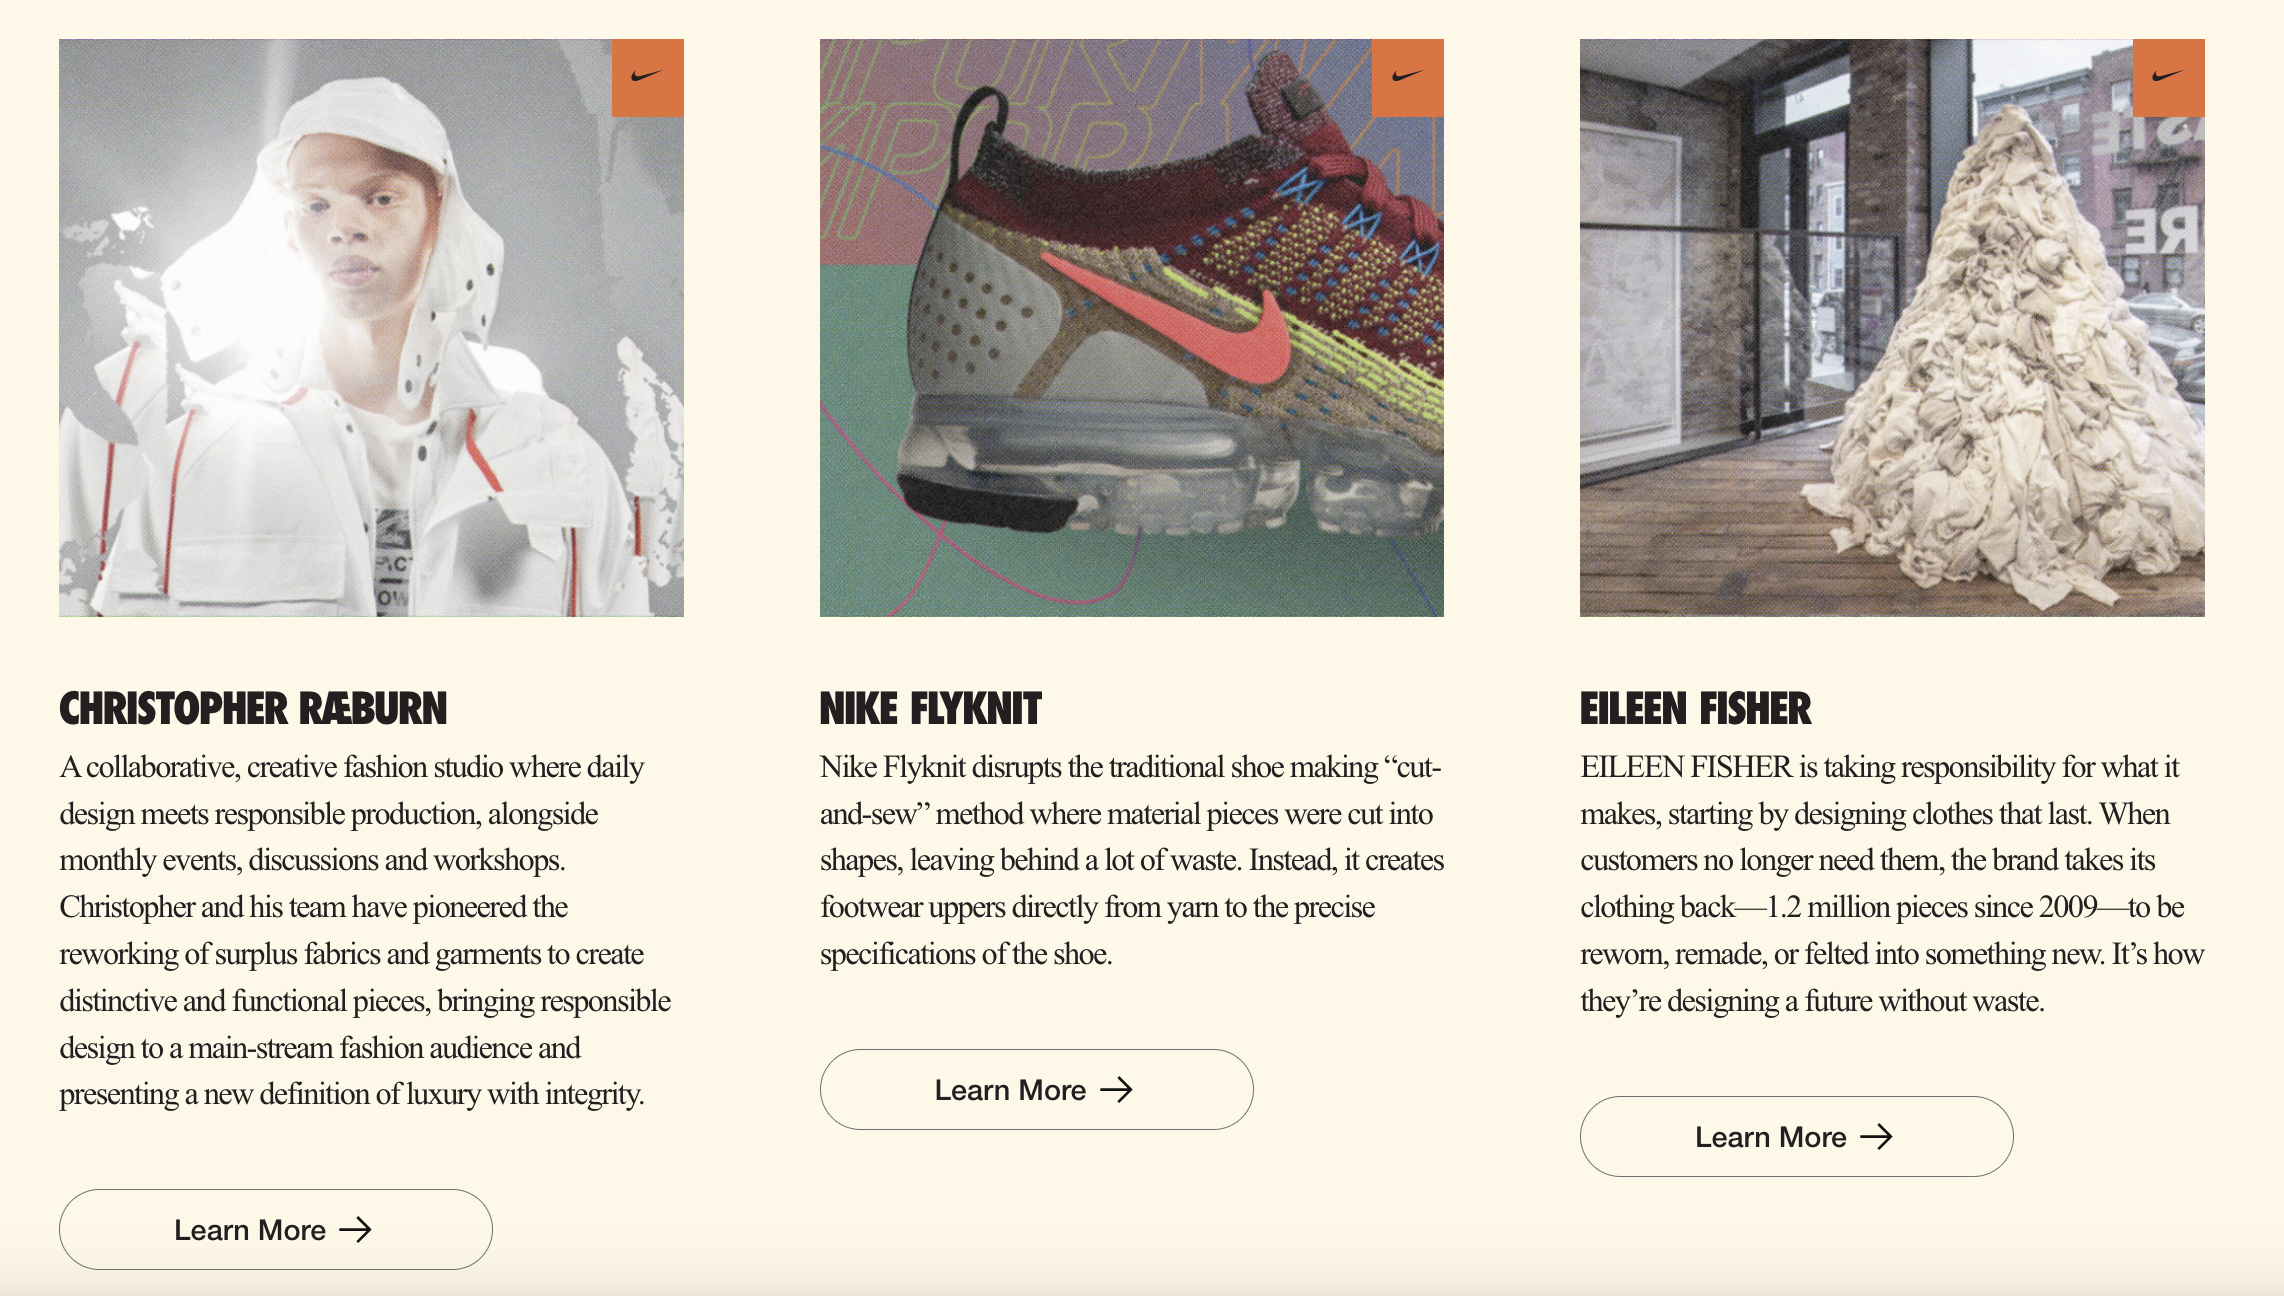 CHRISTOPHER RÆBURN
A collaborative, creative fashion studio where daily
design meets responsible production, alongside
monthly events, discussions and workshops.
Christopher and his team have pioneered the
reworking of surplus fabrics and garments to create
distinctive and functional pieces, bringing responsible
design to a main-stream fashion audience and
presenting a new definition of luxury with integrity.
Learn More →
NIKE FLYKNIT
Nike Flyknit disrupts the traditional shoe making “cut-
and-sew” method where material pieces were cut into
shapes, leaving behind a lot of waste. Instead, it creates
footwear uppers directly from yarn to the precise
specifications of the shoe.
Learn More →
EILEEN FISHER
EILEEN FISHER is taking responsibility for what it
makes, starting by designing clothes that last. When
customers no longer need them, the brand takes its
clothing back—1.2 million pieces since 2009—to be
reworn, remade, or felted into something new. It’s how
they’re designing a future without waste.
Learn More →